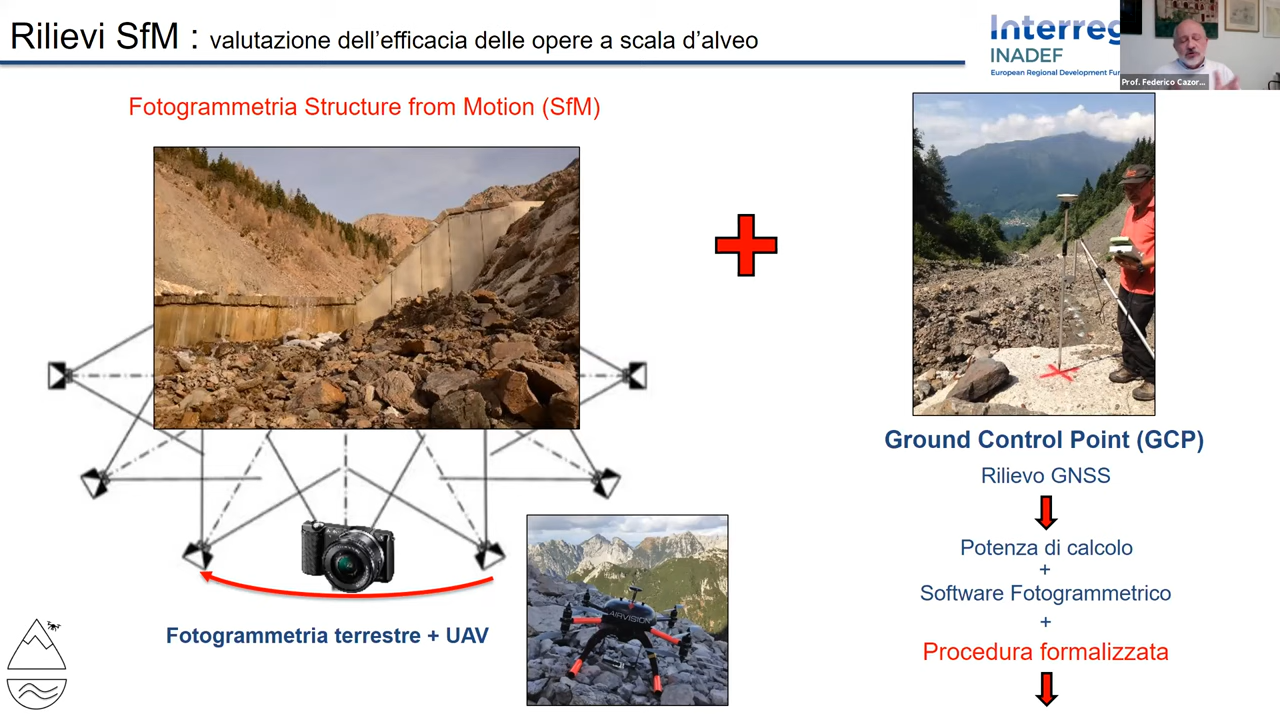 Rilievi SfM : valutazione dell'efficacia delle opere a scala d'alveo
Interreg
INADEF
European Regional Development Fun
Prof. Federico Cazor...
Fotogrammetria Structure from Motion (SfM)
Ground Control Point (GCP)
Rilievo GNSS
Potenza di calcolo
+
Software Fotogrammetrico
+
Procedura formalizzata
Fotogrammetria terrestre + UAV
AIRVISION